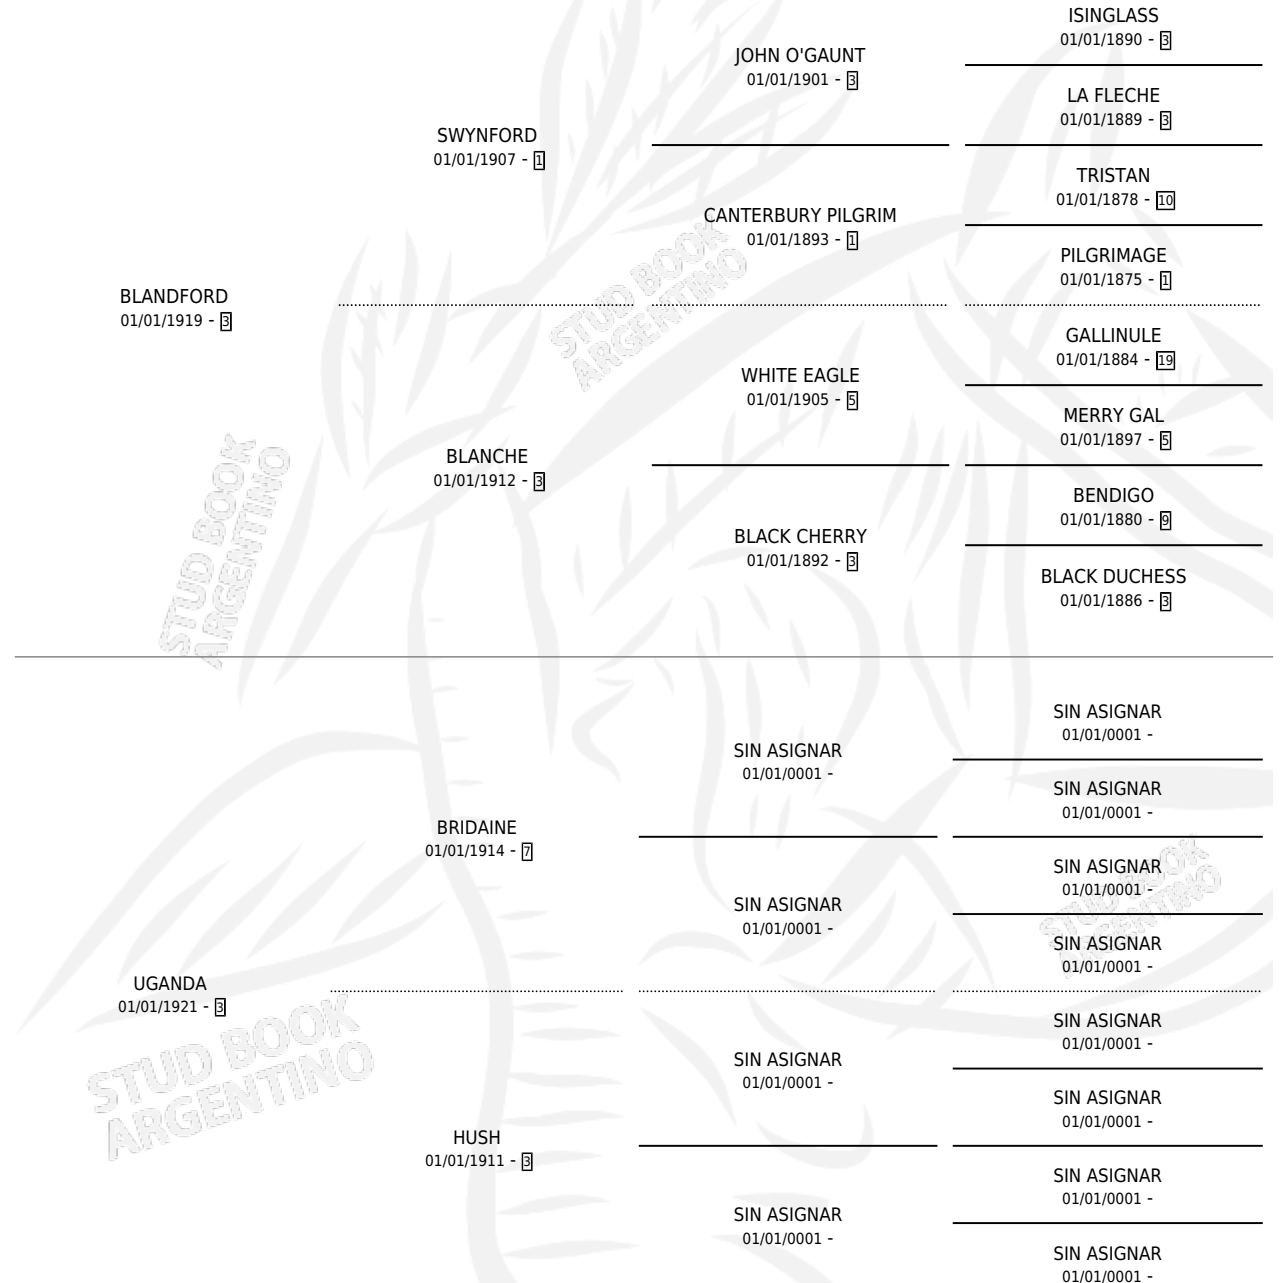 ISINGLASS
01/01/1890 - 3
JOHN O'GAUNT
01/01/1901 - 3
LA FLECHE
01/01/1889 - 3
SWYNFORD
01/01/1907 - 1
TRISTAN
01/01/1878 - 10
CANTERBURY PILGRIM
01/01/1893 - 1
PILGRIMAGE
01/01/1875 - 1
BLANDFORD
01/01/1919 - 3
STUD BOOK
ARGENTINO
GALLINULE
01/01/1884 - 19
WHITE EAGLE
01/01/1905 - 5
MERRY GAL
01/01/1897 - 5
BLANCHE
01/01/1912 - 3
STUD BOOK
ARGENTINO
BENDIGO
01/01/1880 - 9
BLACK CHERRY
01/01/1892 - 3
BLACK DUCHESS
01/01/1886 - 3
SIN ASIGNAR
01/01/0001 -
SIN ASIGNAR
01/01/0001 -
SIN ASIGNAR
01/01/0001 -
BRIDAINE
01/01/1914 - 7
SIN ASIGNAR
01/01/0001 -
SIN ASIGNAR
01/01/0001 -
SIN ASIGNAR
01/01/0001 -
STUD BOOK
ARGENTINO
UGANDA
01/01/1921 - 3
STUD BOOK
ARGENTINO
SIN ASIGNAR
01/01/0001 -
SIN ASIGNAR
01/01/0001 -
SIN ASIGNAR
01/01/0001 -
HUSH
01/01/1911 - 3
SIN ASIGNAR
01/01/0001 -
SIN ASIGNAR
01/01/0001 -
SIN ASIGNAR
01/01/0001 -